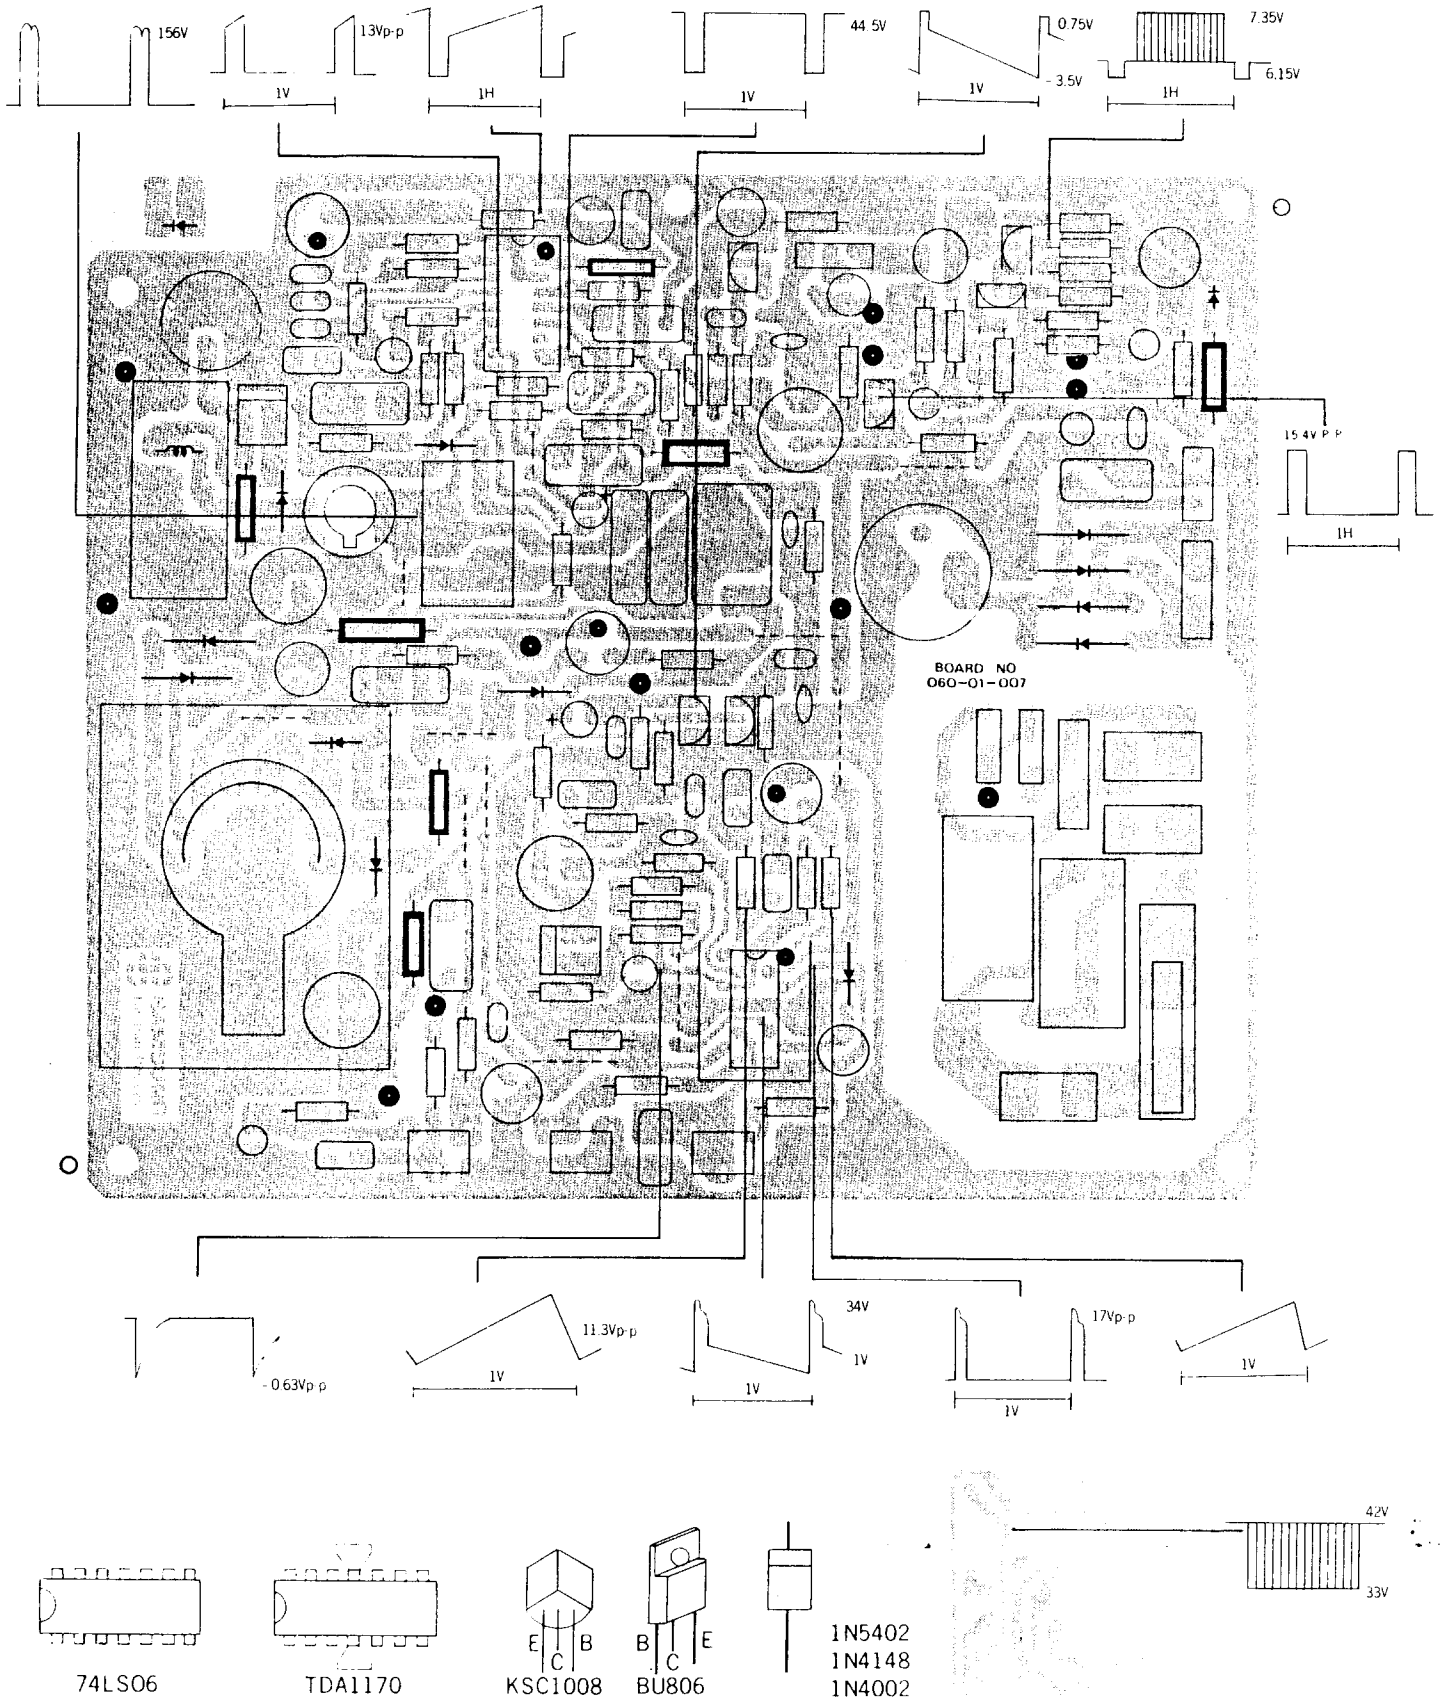 156V
13Vp-p
44.5V
0.75V
7.35V
-3.5V
6.15V
1V
1H
1V
1V
1H
15.4V P-P
1H
BOARD NO
060-01-007
+
11.3Vp-p
34V
17Vp-p
-0.63Vp-p
1V
1V
1V
1V
1V
42V
33V
E
C
B
B
C
E
74LS06
TDA1170
KSC1008
BU806
1N5402
1N4148
1N4002